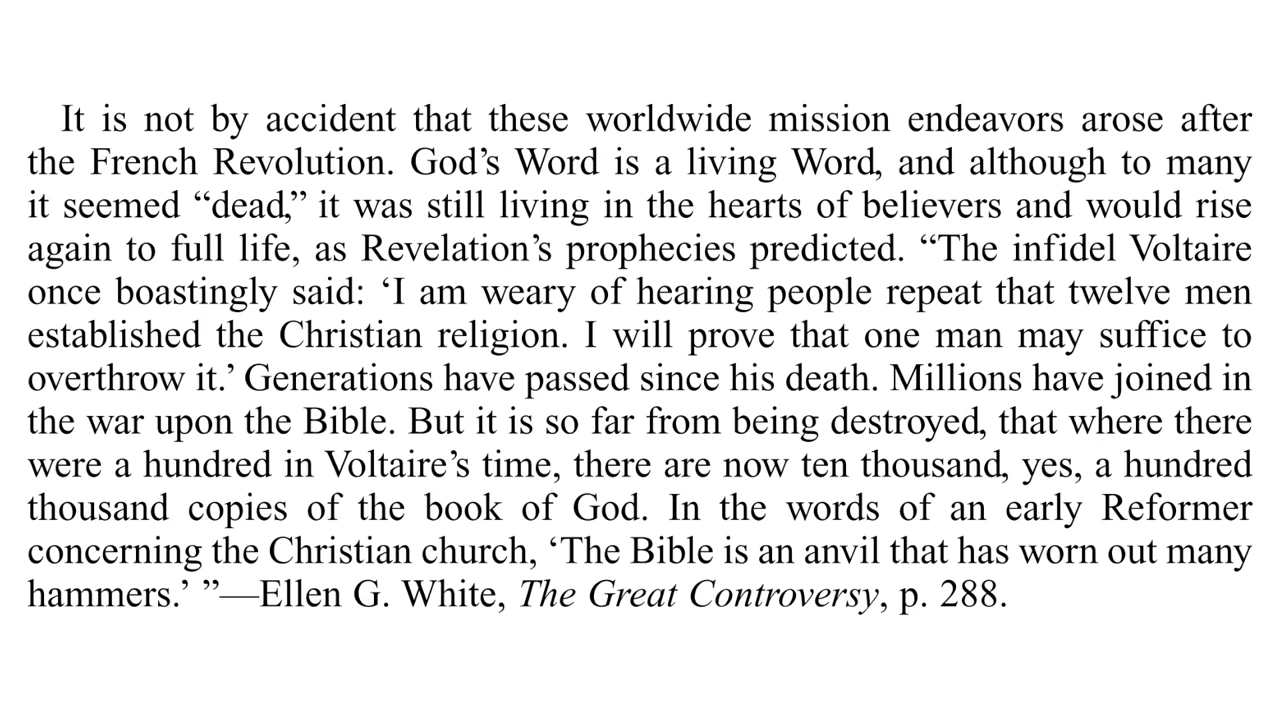 It is not by accident that these worldwide mission endeavors arose after
the French Revolution. God’s Word is a living Word, and although to many
it seemed “dead,” it was still living in the hearts of believers and would rise
again to full life, as Revelation’s prophecies predicted. “The infidel Voltaire
once boastingly said: ‘I am weary of hearing people repeat that twelve men
established the Christian religion. I will prove that one man may suffice to
overthrow it.’ Generations have passed since his death. Millions have joined in
the war upon the Bible. But it is so far from being destroyed, that where there
were a hundred in Voltaire’s time, there are now ten thousand, yes, a hundred
thousand copies of the book of God. In the words of an early Reformer
concerning the Christian church, ‘The Bible is an anvil that has worn out many
hammers.’ ”—Ellen G. White, The Great Controversy, p. 288.